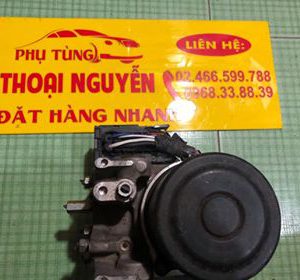 PHỤ TÙNG
LIÊN HỆ:
THOẠI NGUYỄN
02.466.599.788
0968.33.88.39
ĐẶT HÀNG NHANH